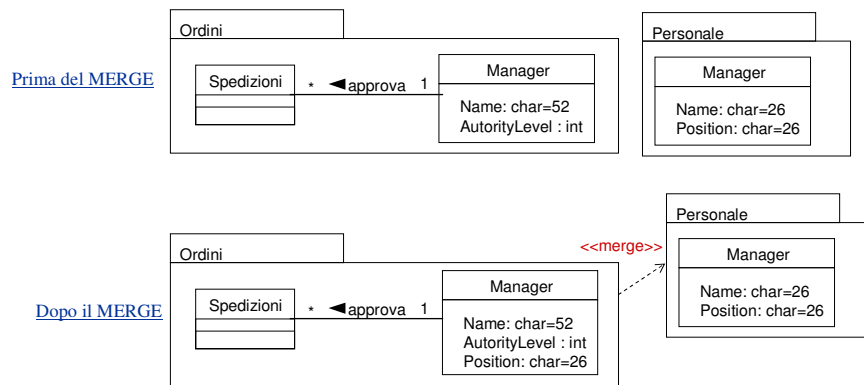 Ordini
Personale
Prima del MERGE
Spedizioni
* ◄approva 1
Manager
Name: char=52
AutorityLevel : int
Manager
Name: char=26
Position: char=26
Personale
<<merge>>
Ordini
Manager
Name: char=26
Position: char=26
Dopo il MERGE
Spedizioni
* ◄approva 1
Manager
Name: char=52
AutorityLevel : int
Position: char=26